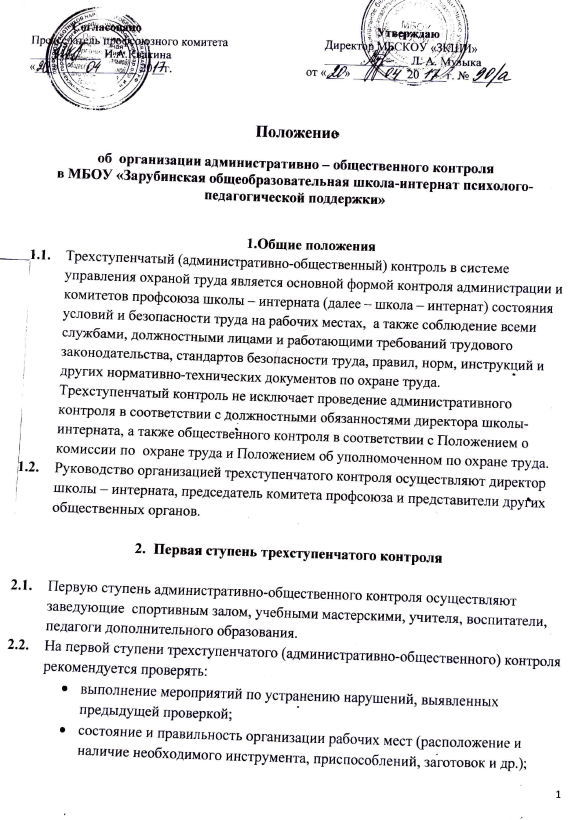 Согласовано
Председатель профсоюзного комитета
И.А.
«20» 04 2017г.
Утверждаю
Директор МБСКОУ «ЗКШИ»
Л. А. Музыка
от «20» 04 2017г. № 90/а
Положение
об организации административно – общественного контроля
в МБОУ «Зарубинская общеобразовательная школа-интернат психолого-
педагогической поддержки»
1.Общие положения
1.1. Трехступенчатый (административно-общественный) контроль в системе
управления охраной труда является основной формой контроля администрации и
комитетов профсоюза школы – интерната (далее – школа – интернат) состояния
условий и безопасности труда на рабочих местах, а также соблюдение всеми
службами, должностными лицами и работающими требований трудового
законодательства, стандартов безопасности труда, правил, норм, инструкций и
других нормативно-технических документов по охране труда.
Трехступенчатый контроль не исключает проведение административного
контроля в соответствии с должностными обязанностями директора школы-
интерната, а также общественного контроля в соответствии с Положением о
комиссии по охране труда и Положением об уполномоченном по охране труда.
1.2. Руководство организацией трехступенчатого контроля осуществляют директор
школы – интерната, председатель комитета профсоюза и представители других
общественных органов.
2. Первая ступень трехступенчатого контроля
2.1. Первую ступень административно-общественного контроля осуществляют
заведующие спортивным залом, учебными мастерскими, учителя, воспитатели,
педагоги дополнительного образования.
2.2. На первой ступени трехступенчатого (административно-общественного) контроля
рекомендуется проверять:
• выполнение мероприятий по устранению нарушений, выявленных
предыдущей проверкой;
• состояние и правильность организации рабочих мест (расположение и
наличие необходимого инструмента, приспособлений, заготовок и др.);
1